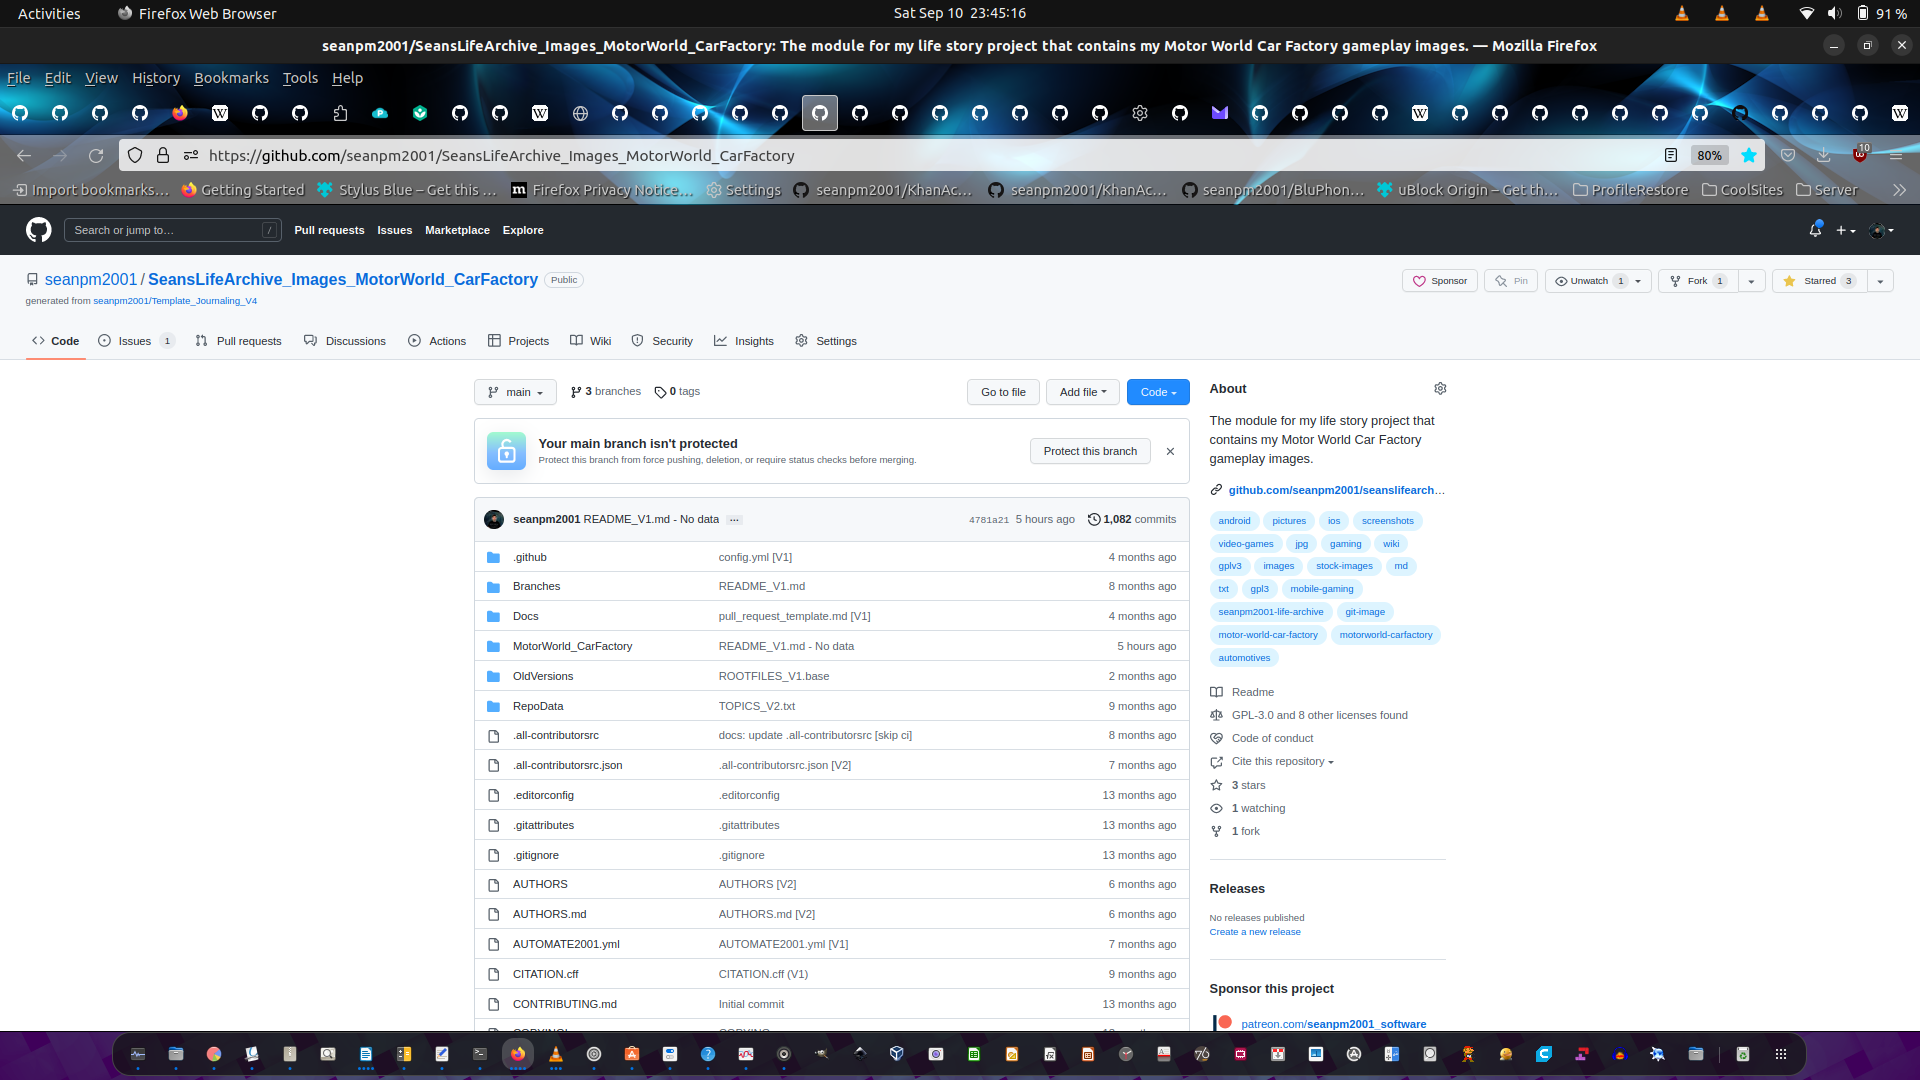 Activities
Firefox Web Browser
Sat Sep 10 23:45:16
91 %
seanpm2001/SeansLifeArchive_Images_MotorWorld_CarFactory: The module for my life story project that contains my Motor World Car Factory gameplay images. — Mozilla Firefox
File Edit View History Bookmarks Tools Help
https://github.com/seanpm2001/SeansLifeArchive_Images_MotorWorld_CarFactory
80%
10
Import bookmarks… Getting Started Stylus Blue – Get this … Firefox Privacy Notice… Settings seanpm2001/KhanAc… seanpm2001/KhanAc… seanpm2001/BluPhon… uBlock Origin – Get th… ProfileRestore CoolSites Server
Search or jump to… / Pull requests Issues Marketplace Explore
seanpm2001 / SeansLifeArchive_Images_MotorWorld_CarFactory Public
Sponsor Pin Unwatch 1 Fork 1 Starred 3
generated from seanpm2001/Template_Journaling_V4
Code Issues 1 Pull requests Discussions Actions Projects Wiki Security Insights Settings
main 3 branches 0 tags Go to file Add file Code
Your main branch isn't protected
Protect this branch from force pushing, deletion, or require status checks before merging.
Protect this branch
seanpm2001 README_V1.md - No data ... 4781a21 5 hours ago 1,082 commits
.github config.yml [V1] 4 months ago
Branches README_V1.md 8 months ago
Docs pull_request_template.md [V1] 4 months ago
MotorWorld_CarFactory README_V1.md - No data 5 hours ago
OldVersions ROOTFILES_V1.base 2 months ago
RepoData TOPICS_V2.txt 9 months ago
.all-contributorsrc docs: update .all-contributorsrc [skip ci] 8 months ago
.all-contributorsrc.json .all-contributorsrc.json [V2] 7 months ago
.editorconfig .editorconfig 13 months ago
.gitattributes .gitattributes 13 months ago
.gitignore .gitignore 13 months ago
AUTHORS AUTHORS [V2] 6 months ago
AUTHORS.md AUTHORS.md [V2] 6 months ago
AUTOMATE2001.yml AUTOMATE2001.yml [V1] 7 months ago
CITATION.cff CITATION.cff (V1) 9 months ago
CONTRIBUTING.md Initial commit 13 months ago
About
The module for my life story project that
contains my Motor World Car Factory
gameplay images.
github.com/seanpm2001/seanslifearch…
android pictures ios screenshots
video-games jpg gaming wiki
gplv3 images stock-images md
txt gpl3 mobile-gaming
seanpm2001-life-archive git-image
motor-world-car-factory motorworld-carfactory
automotives
Readme
GPL-3.0 and 8 other licenses found
Code of conduct
Cite this repository
3 stars
1 watching
1 fork
Releases
No releases published
Create a new release
Sponsor this project
patreon.com/seanpm2001_software